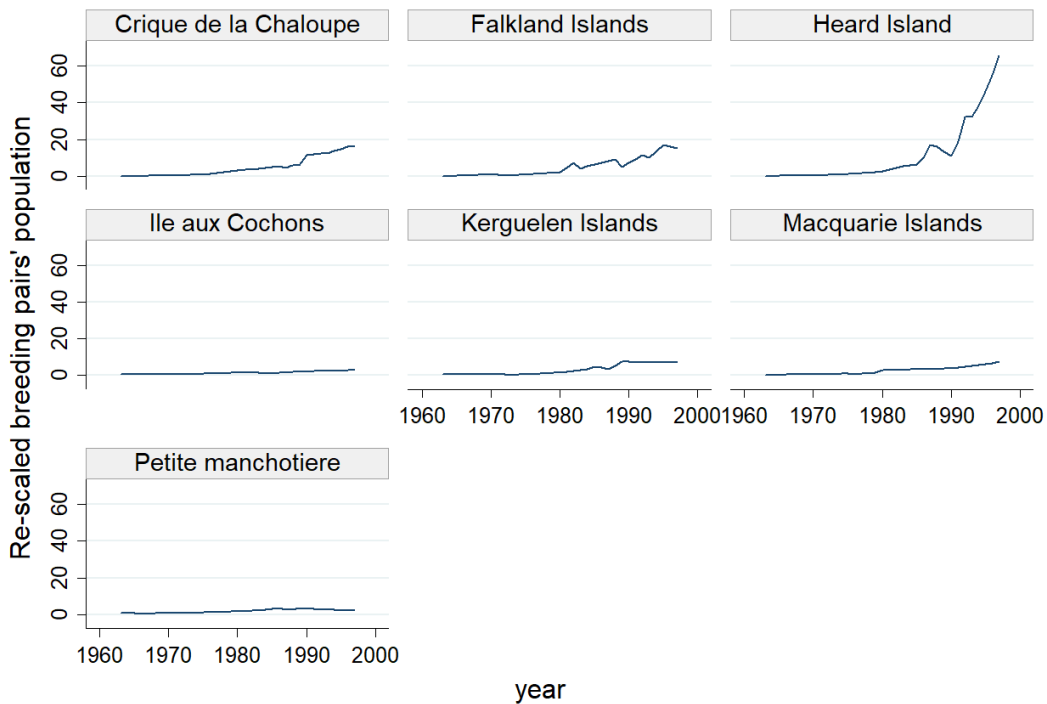 Crique de la Chaloupe
Falkland Islands
Heard Island
60
40
20
0
Ile aux Cochons
Kerguelen Islands
Macquarie Islands
60
40
20
0
1960 1970 1980 1990 2000
1960 1970 1980 1990 2000
Petite manchotiere
60
40
20
0
1960 1970 1980 1990 2000
Re-scaled breeding pairs' population
year